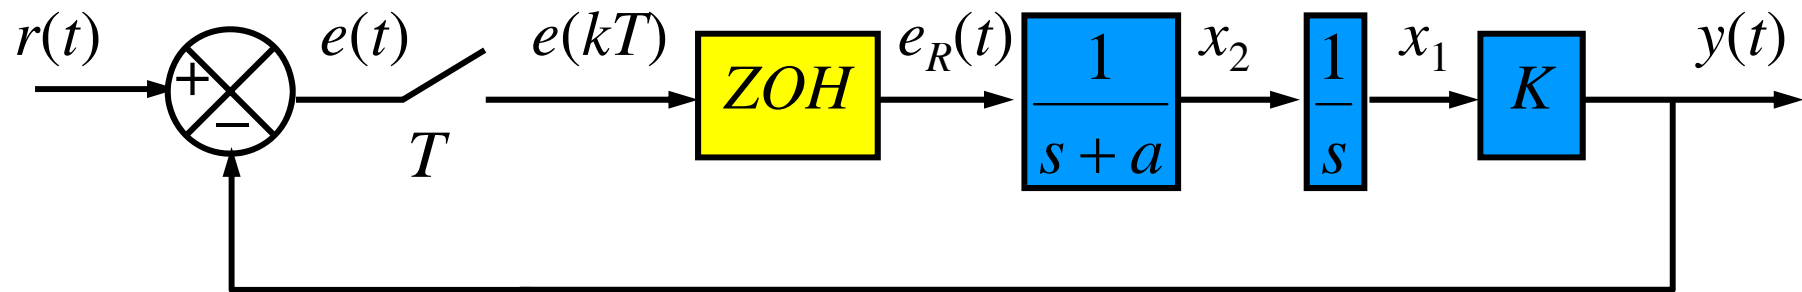 r(t)
+
−
e(t)
T
e(kT)
ZOH
e_R(t)
1
s + a
x_2
1
s
x_1
K
y(t)